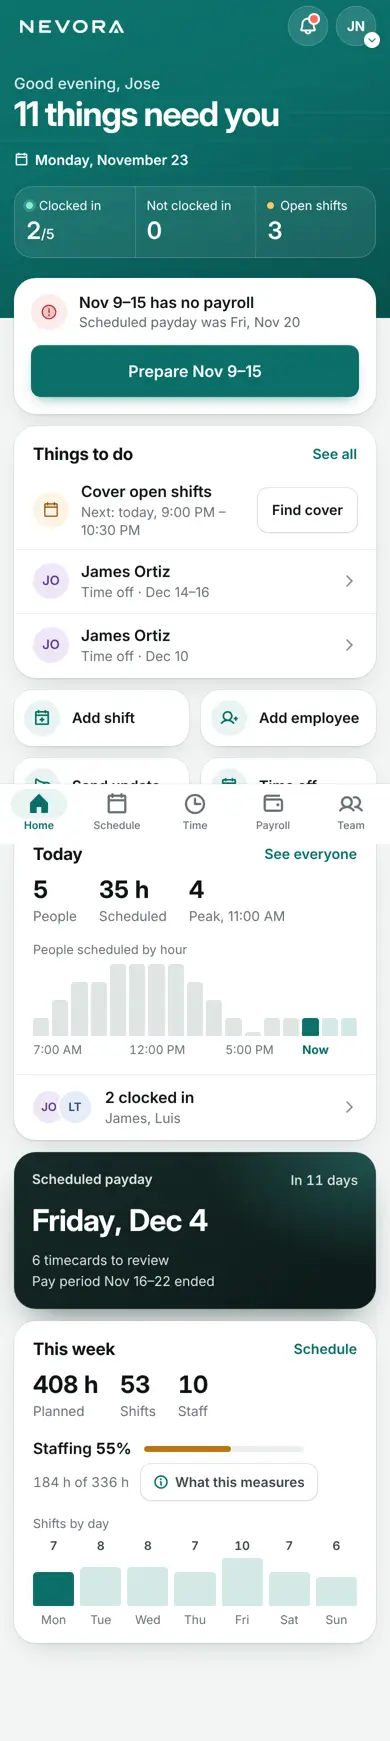 NEVORA
JN
Good evening, Jose
11 things need you
Monday, November 23
Clocked in
2/5
Not clocked in
0
Open shifts
3
Nov 9–15 has no payroll
Scheduled payday was Fri, Nov 20
Prepare Nov 9–15
Things to do
See all
Cover open shifts
Next: today, 9:00 PM –
10:30 PM
Find cover
JO
James Ortiz
Time off · Dec 14–16
JO
James Ortiz
Time off · Dec 10
Add shift
Add employee
Send update
Time off
Home
Schedule
Time
Payroll
Team
Today
See everyone
5
People
35 h
Scheduled
4
Peak, 11:00 AM
People scheduled by hour
7:00 AM
12:00 PM
5:00 PM
Now
JO
LT
2 clocked in
James, Luis
Scheduled payday
In 11 days
Friday, Dec 4
6 timecards to review
Pay period Nov 16–22 ended
This week
Schedule
408 h
Planned
53
Shifts
10
Staff
Staffing 55%
184 h of 336 h
What this measures
Shifts by day
7 8 8 7 10 7 6
Mon Tue Wed Thu Fri Sat Sun